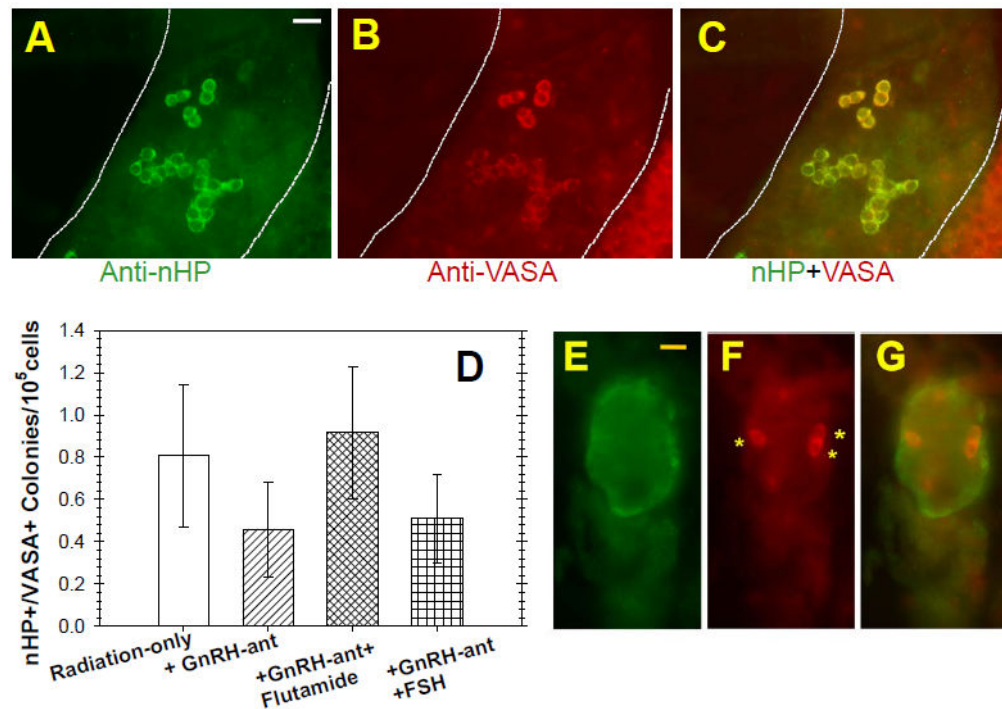 A
B
C
Anti-nHP
Anti-VASA
nHP+VASA
nHP+/VASA+ Colonies/10⁵cells
1.4
1.2
1.0
0.8
0.6
0.4
0.2
0.0
D
Radiation-only
+ GnRH-ant
+GnRH-ant+
Flutamide
+GnRH-ant
+FSH
E
F
*
*
*
G